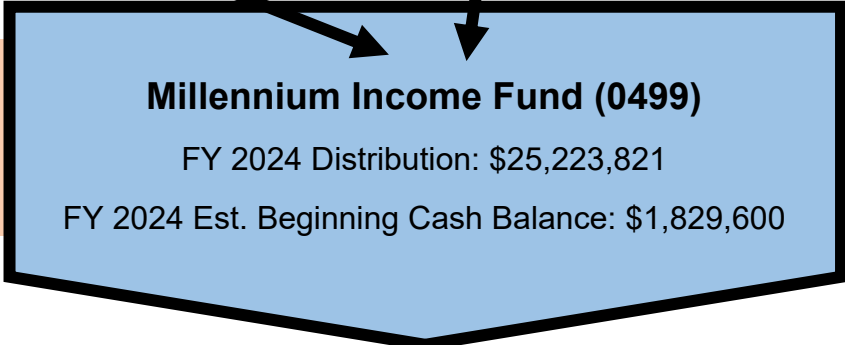 Millennium Income Fund (0499)
FY 2024 Distribution: $25,223,821
FY 2024 Est. Beginning Cash Balance: $1,829,600